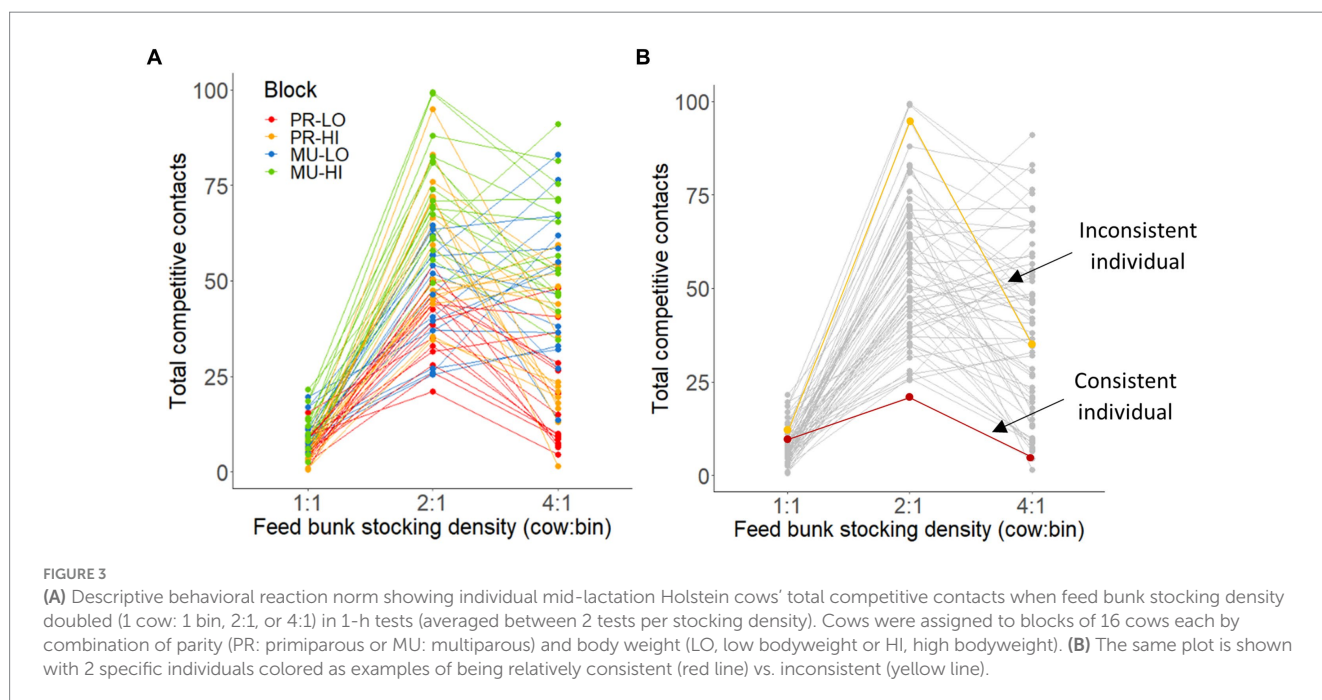 A
B
Block
PR-LO
PR-HI
MU-LO
MU-HI
Total competitive contacts
100
75
50
25
0
1:1
2:1
4:1
Feed bunk stocking density (cow:bin)
Total competitive contacts
100
75
50
25
0
1:1
2:1
4:1
Feed bunk stocking density (cow:bin)
Inconsistent
individual
Consistent
individual
FIGURE 3
(A) Descriptive behavioral reaction norm showing individual mid-lactation Holstein cows’ total competitive contacts when feed bunk stocking density
doubled (1 cow: 1 bin, 2:1, or 4:1) in 1-h tests (averaged between 2 tests per stocking density). Cows were assigned to blocks of 16 cows each by
combination of parity (PR: primiparous or MU: multiparous) and body weight (LO, low bodyweight or HI, high bodyweight). (B) The same plot is shown
with 2 specific individuals colored as examples of being relatively consistent (red line) vs. inconsistent (yellow line).